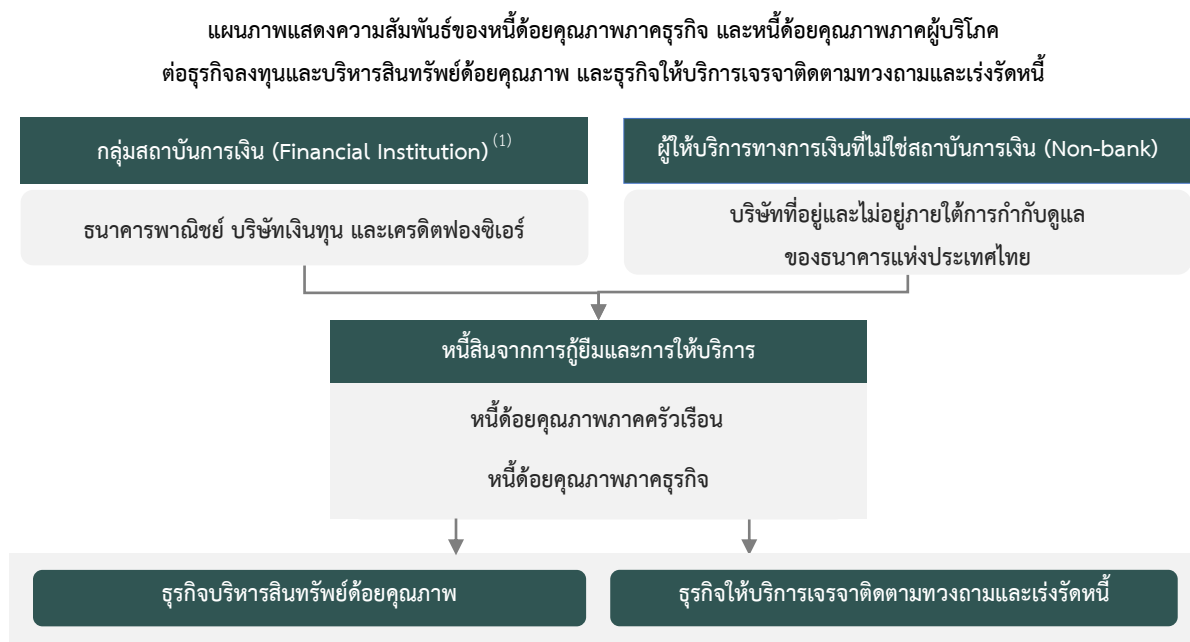 แผนภาพแสดงความสัมพันธ์ของหนี้ด้อยคุณภาพภาคธุรกิจ และหนี้ด้อยคุณภาพภาคผู้บริโภค
ต่อธุรกิจลงทุนและบริหารสินทรัพย์ด้อยคุณภาพ และธุรกิจให้บริการเจรจาติดตามทวงถามและเร่งรัดหนี้
กลุ่มสถาบันการเงิน (Financial Institution) (1)
ธนาคารพาณิชย์ บริษัทเงินทุน และเครดิตฟองซิเอร์
ผู้ให้บริการทางการเงินที่ไม่ใช่สถาบันการเงิน (Non-bank)
บริษัทที่อยู่และไม่อยู่ภายใต้การกำกับดูแล
ของธนาคารแห่งประเทศไทย
หนี้สินจากการกู้ยืมและการให้บริการ
หนี้ด้อยคุณภาพภาคครัวเรือน
หนี้ด้อยคุณภาพภาคธุรกิจ
ธุรกิจบริหารสินทรัพย์ด้อยคุณภาพ
ธุรกิจให้บริการเจรจาติดตามทวงถามและเร่งรัดหนี้